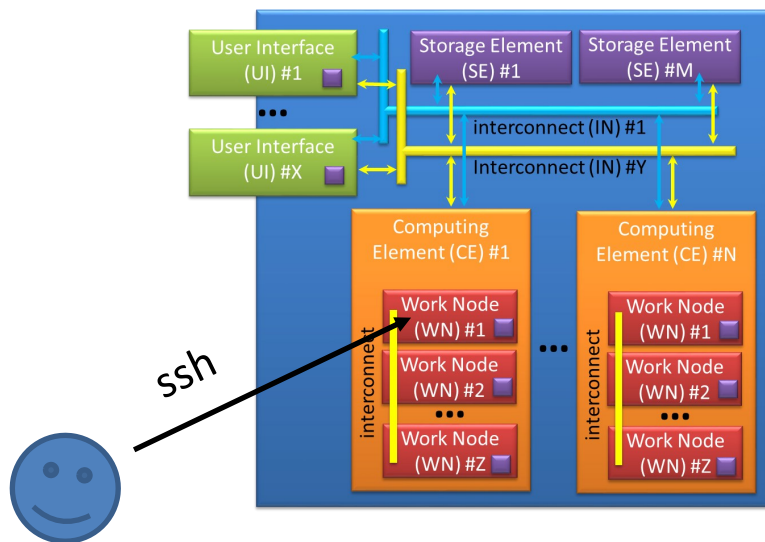 User Interface
(UI) #1
...
User Interface
(UI) #X
Storage Element
(SE) #1
Storage Element
(SE) #M
interconnect (IN) #1
Interconnect (IN) #Y
Computing
Element (CE) #1
Work Node
(WN) #1
Work Node
(WN) #2
...
Work Node
(WN) #Z
interconnect
...
Computing
Element (CE) #N
Work Node
(WN) #1
Work Node
(WN) #2
...
Work Node
(WN) #Z
interconnect
ssh